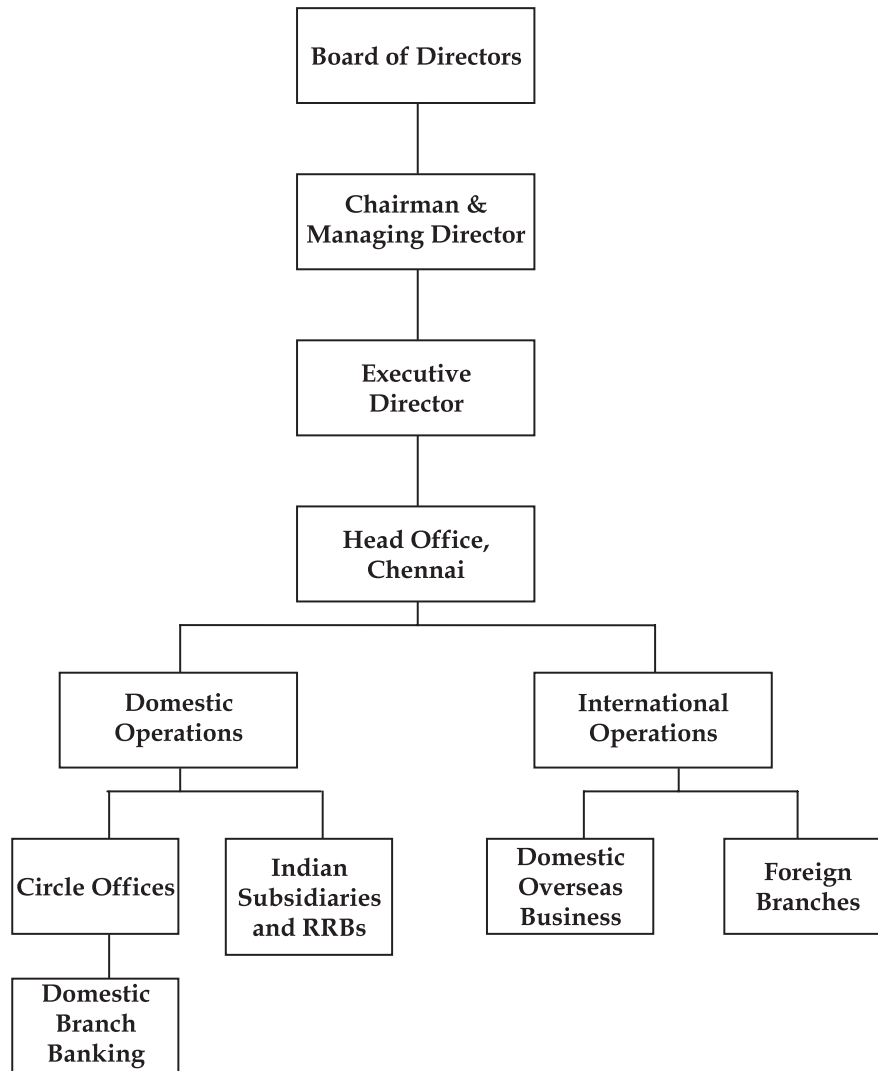 Board of Directors
Chairman &
Managing Director
Executive
Director
Head Office,
Chennai
Domestic
Operations
International
Operations
Circle Offices
Indian
Subsidiaries
and RRBs
Domestic
Overseas
Business
Foreign
Branches
Domestic
Branch
Banking